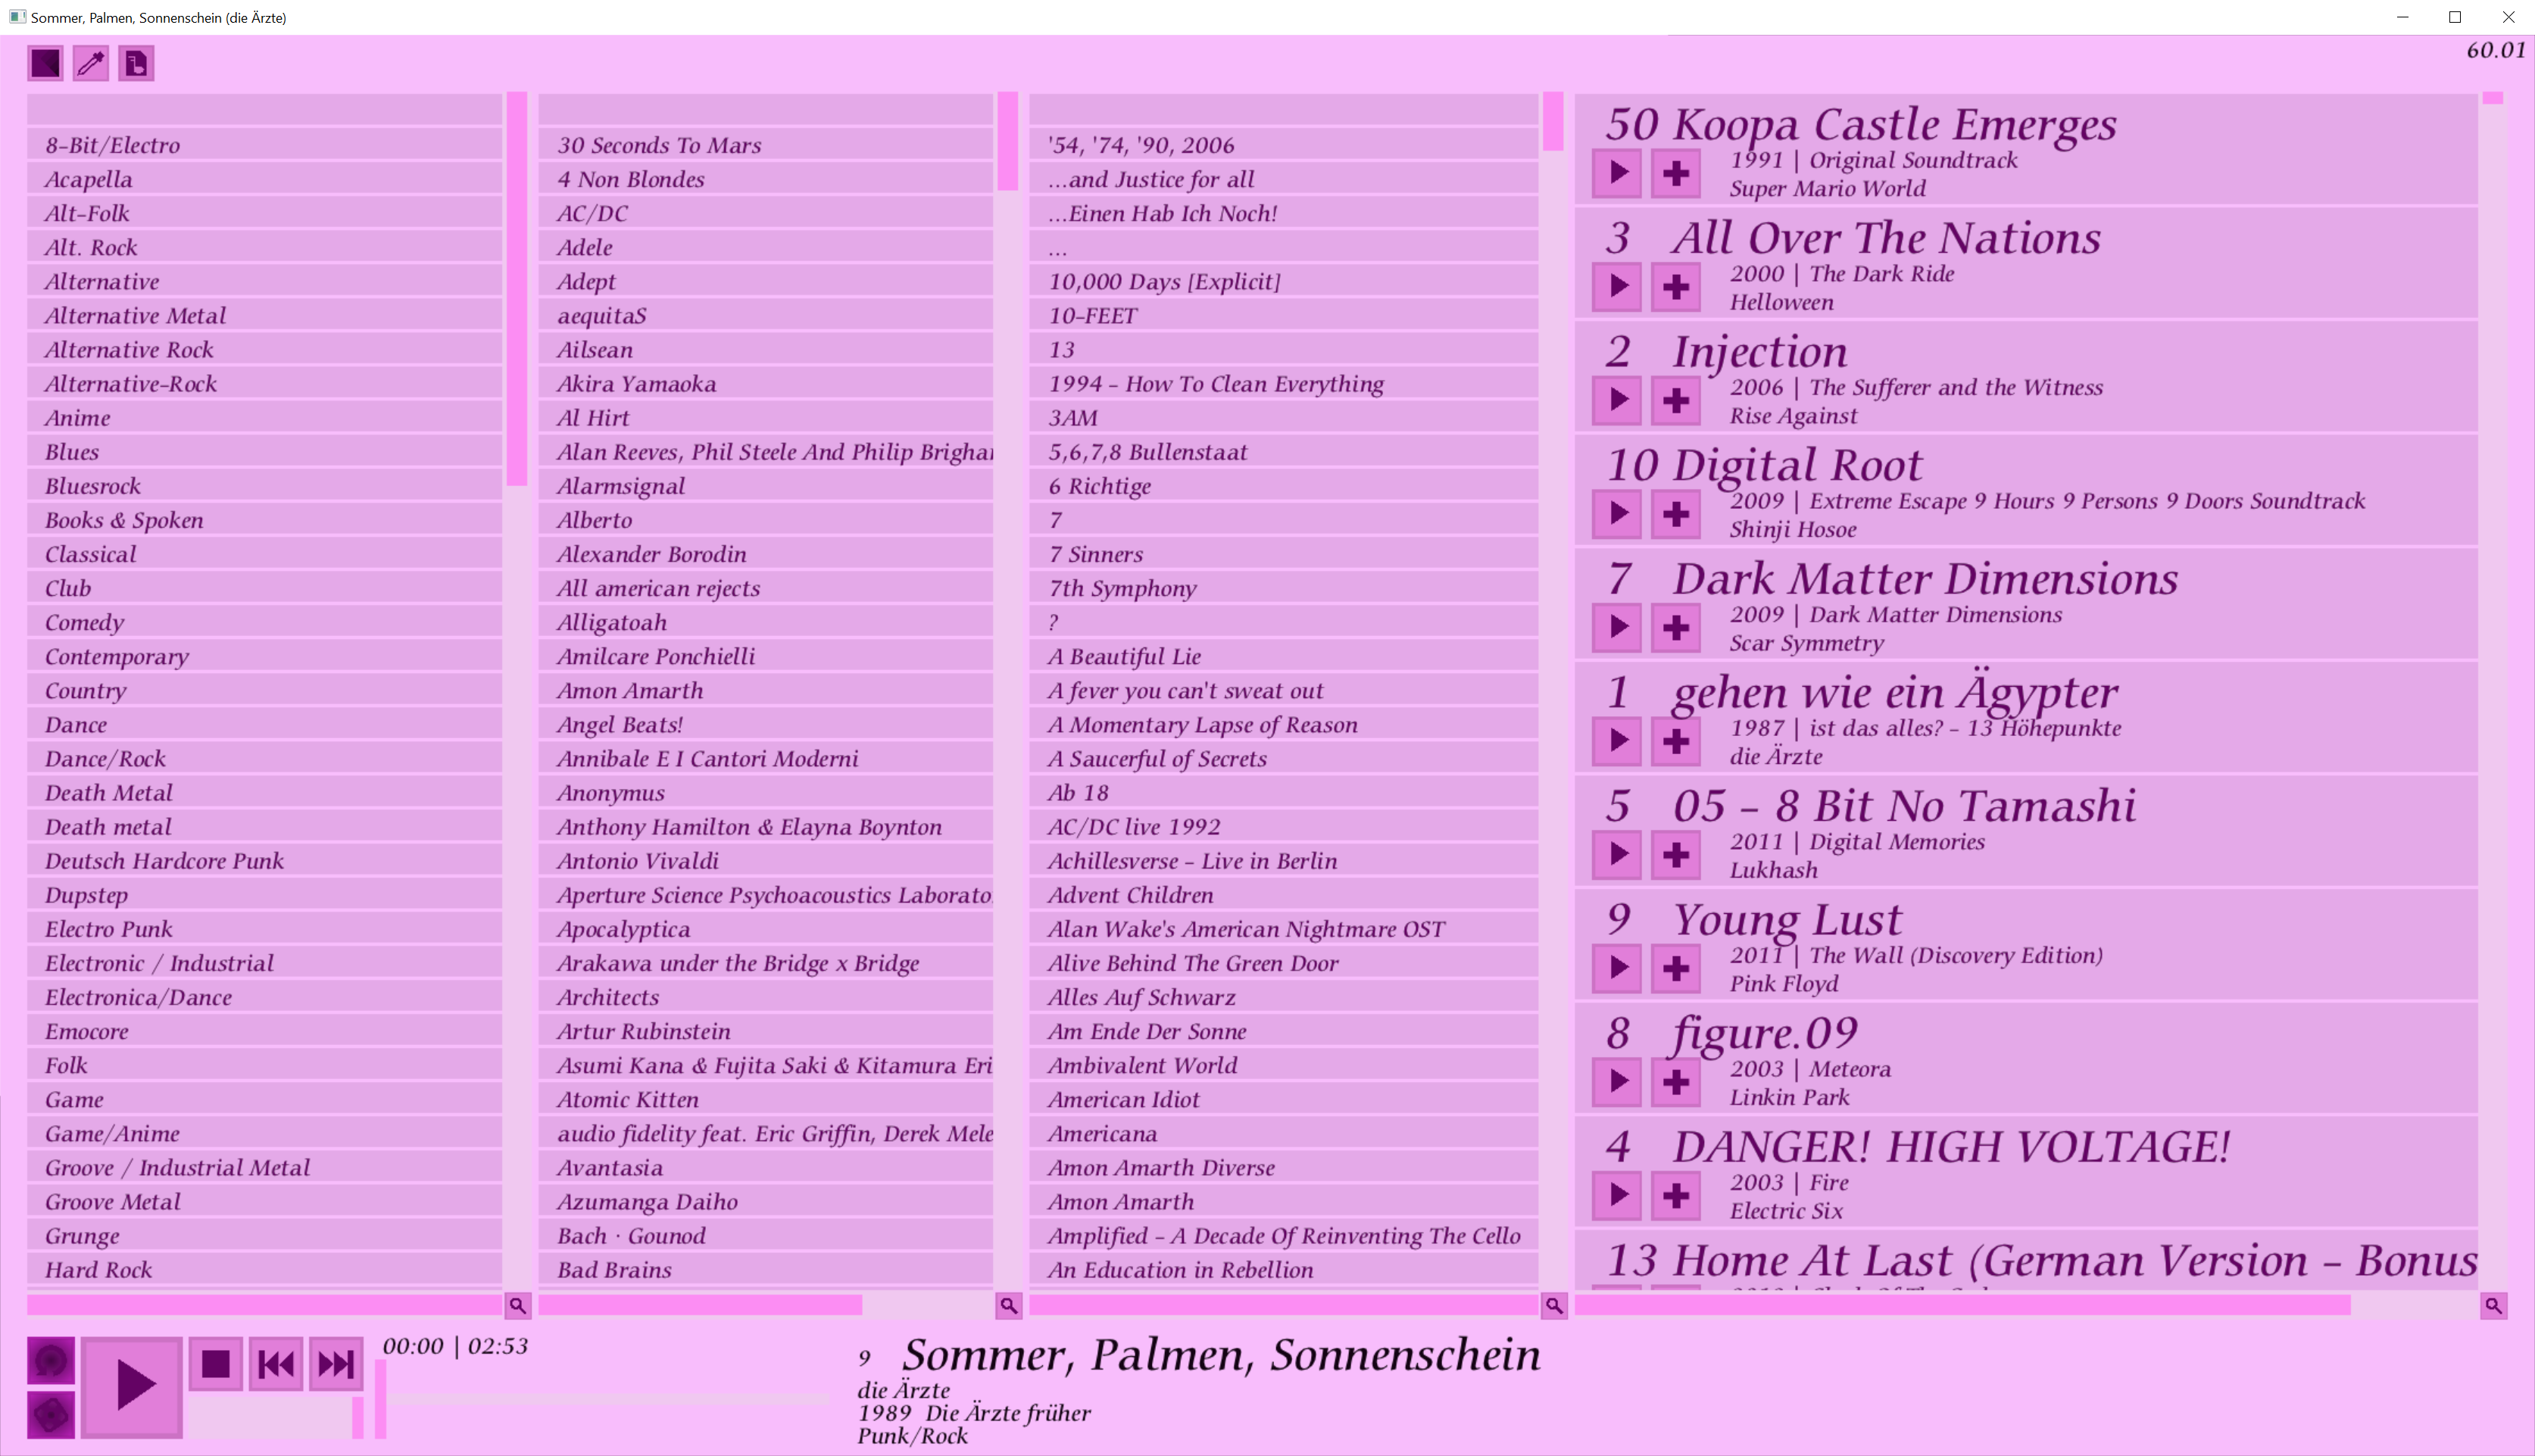 Sommer, Palmen, Sonnenschein (die Ärzte)
60.01
8-Bit/Electro
Acapella
Alt-Folk
Alt. Rock
Alternative
Alternative Metal
Alternative Rock
Alternative-Rock
Anime
Blues
Bluesrock
Books & Spoken
Classical
Club
Comedy
Contemporary
Country
Dance
Dance/Rock
Death Metal
Death metal
Deutsch Hardcore Punk
Dupstep
Electro Punk
Electronic / Industrial
Electronica/Dance
Emocore
Folk
Game
Game/Anime
Groove / Industrial Metal
Groove Metal
Grunge
Hard Rock
30 Seconds To Mars
4 Non Blondes
AC/DC
Adele
Adept
aequitaS
Ailsean
Akira Yamaoka
Al Hirt
Alan Reeves, Phil Steele And Philip Brigha
Alarmsignal
Alberto
Alexander Borodin
All american rejects
Alligatoah
Amilcare Ponchielli
Amon Amarth
Angel Beats!
Annibale E I Cantori Moderni
Anonymus
Anthony Hamilton & Elayna Boynton
Antonio Vivaldi
Aperture Science Psychoacoustics Laborato
Apocalyptica
Arakawa under the Bridge x Bridge
Architects
Artur Rubinstein
Asumi Kana & Fujita Saki & Kitamura Eri
Atomic Kitten
audio fidelity feat. Eric Griffin, Derek Mele
Avantasia
Azumanga Daiho
Bach · Gounod
Bad Brains
'54, '74, '90, 2006
...and Justice for all
...Einen Hab Ich Noch!
...
10,000 Days [Explicit]
10-FEET
13
1994 - How To Clean Everything
3AM
5,6,7,8 Bullenstaat
6 Richtige
7
7 Sinners
7th Symphony
?
A Beautiful Lie
A fever you can't sweat out
A Momentary Lapse of Reason
A Saucerful of Secrets
Ab 18
AC/DC live 1992
Achillesverse - Live in Berlin
Advent Children
Alan Wake's American Nightmare OST
Alive Behind The Green Door
Alles Auf Schwarz
Am Ende Der Sonne
Ambivalent World
American Idiot
Americana
Amon Amarth Diverse
Amon Amarth
Amplified - A Decade Of Reinventing The Cello
An Education in Rebellion
50 Koopa Castle Emerges
1991 | Original Soundtrack
Super Mario World
3 All Over The Nations
2000 | The Dark Ride
Helloween
2 Injection
2006 | The Sufferer and the Witness
Rise Against
10 Digital Root
2009 | Extreme Escape 9 Hours 9 Persons 9 Doors Soundtrack
Shinji Hosoe
7 Dark Matter Dimensions
2009 | Dark Matter Dimensions
Scar Symmetry
1 gehen wie ein Ägypter
1987 | ist das alles? - 13 Höhepunkte
die Ärzte
5 05 - 8 Bit No Tamashi
2011 | Digital Memories
Lukhash
9 Young Lust
2011 | The Wall (Discovery Edition)
Pink Floyd
8 figure.09
2003 | Meteora
Linkin Park
4 DANGER! HIGH VOLTAGE!
2003 | Fire
Electric Six
13 Home At Last (German Version - Bonus
00:00 | 02:53
9 Sommer, Palmen, Sonnenschein
die Ärzte
1989 Die Ärzte früher
Punk/Rock